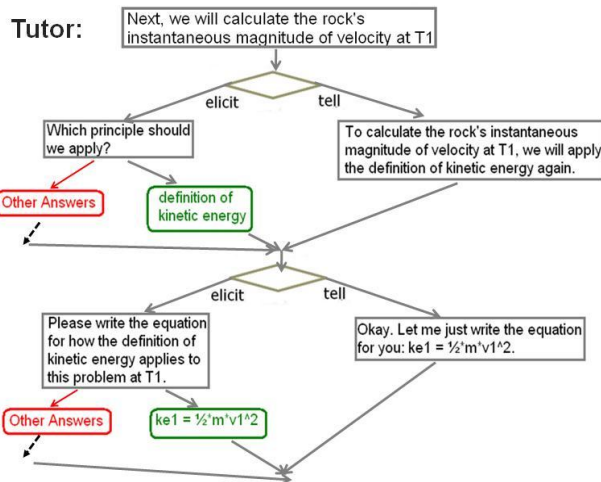 Tutor:
Next, we will calculate the rock's
instantaneous magnitude of velocity at T1
elicit
tell
Which principle should
we apply?
To calculate the rock's instantaneous
magnitude of velocity at T1, we will apply
the definition of kinetic energy again.
Other Answers
definition of
kinetic energy
elicit
tell
Please write the equation
for how the definition of
kinetic energy applies to
this problem at T1.
Okay. Let me just write the equation
for you: ke1 = ½*m*v1^2.
Other Answers
ke1 = ½*m*v1^2